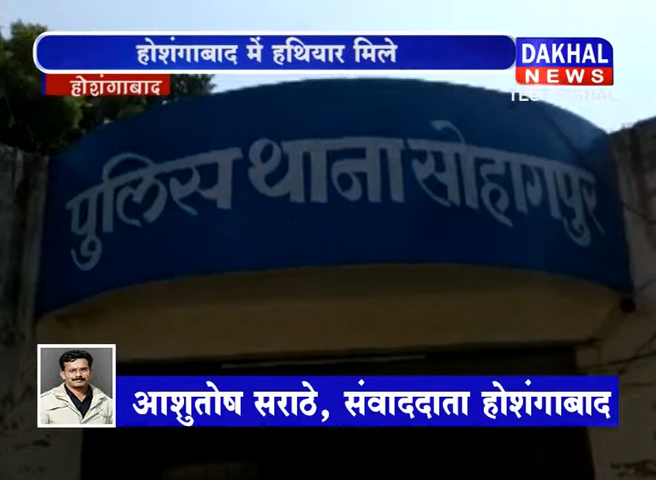 होशंगाबाद में हथियार मिले
DAKHAL
NEWS
होशंगाबाद
पुलिस थाना सोहागपुर
आशुतोष सराठे, संवाददाता होशंगाबाद